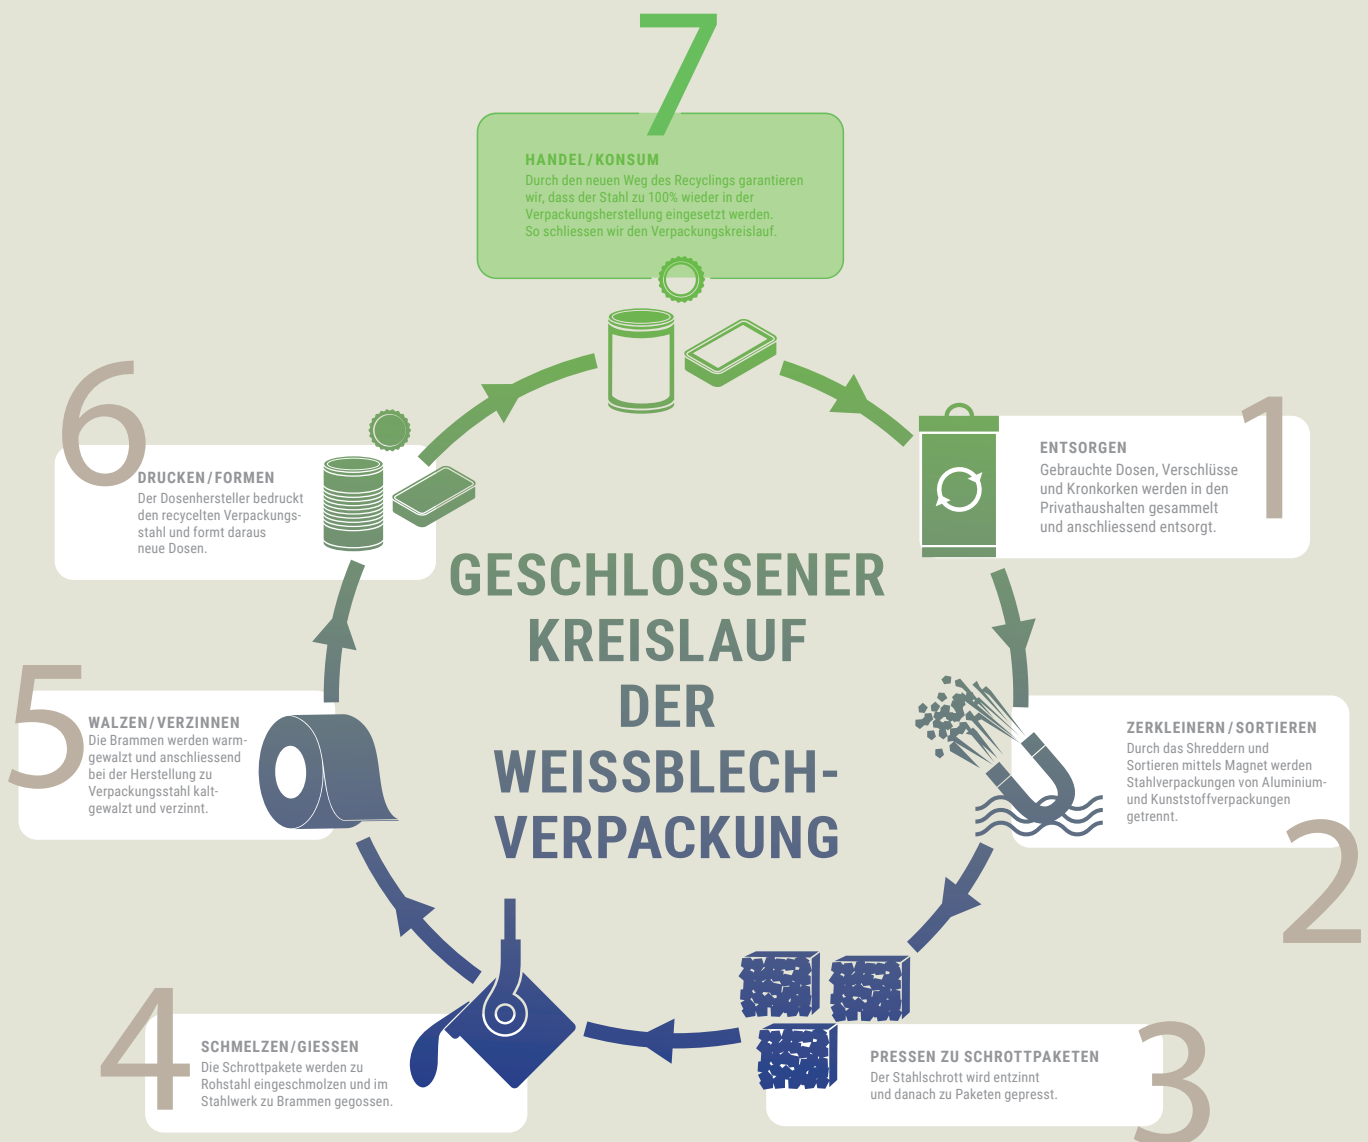 7
HANDEL/KONSUM
Durch den neuen Weg des Recyclings garantieren
wir, dass der Stahl zu 100% wieder in der
Verpackungsherstellung eingesetzt werden.
So schliessen wir den Verpackungskreislauf.
1
ENTSORGEN
Gebrauchte Dosen, Verschlüsse
und Kronkorken werden in den
Privathaushalten gesammelt
und anschliessend entsorgt.
2
ZERKLEINERN/SORTIEREN
Durch das Shreddern und
Sortieren mittels Magnet werden
Stahlverpackungen von Aluminium-
und Kunststoffverpackungen
getrennt.
3
PRESSEN ZU SCHROTTPAKETEN
Der Stahlschrott wird entzinnt
und danach zu Paketen gepresst.
4
SCHMELZEN/GIESSEN
Die Schrottpakete werden zu
Rohstahl eingeschmolzen und im
Stahlwerk zu Brammen gegossen.
5
WALZEN/VERZINNEN
Die Brammen werden warm-
gewalzt und anschliessend
bei der Herstellung zu
Verpackungsstahl kalt-
gewalzt und verzinnt.
6
DRUCKEN/FORMEN
Der Dosenhersteller bedruckt
den recycelten Verpackungs-
stahl und formt daraus
neue Dosen.
GESCHLOSSENER
KREISLAUF
DER
WEISSBLECH-
VERPACKUNG